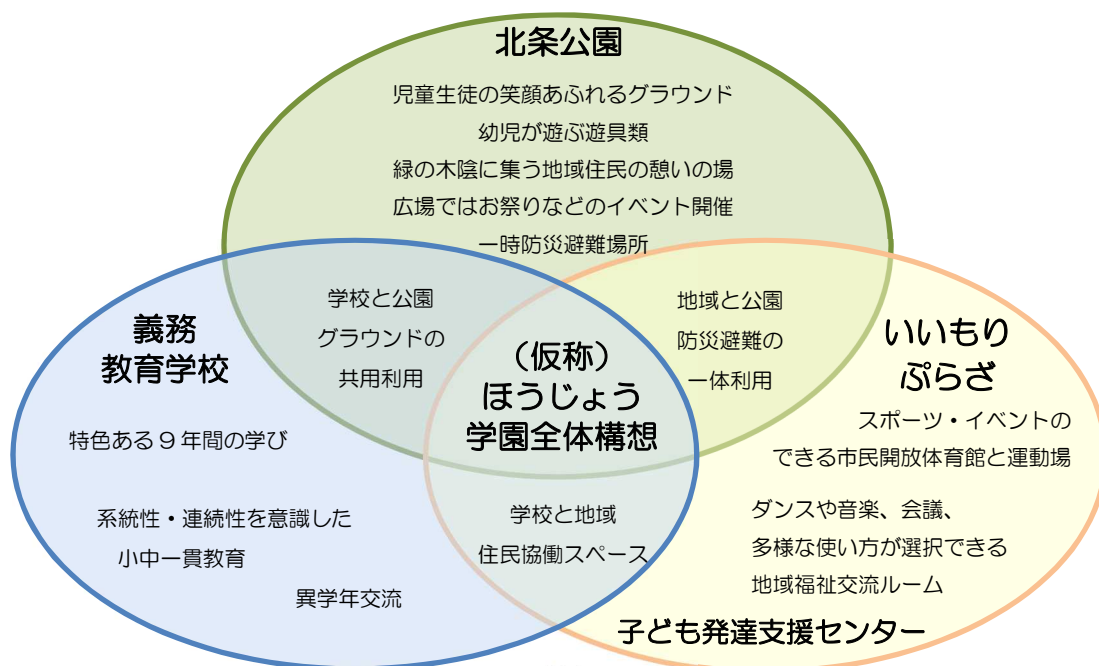 北条公園
児童生徒の笑顔あふれるグラウンド
幼児が遊ぶ遊具類
緑の木陰に集う地域住民の憩いの場
広場ではお祭りなどのイベント開催
一時防災避難場所
学校と公園
グラウンドの
共用利用
地域と公園
防災避難の
一体利用
義務
教育学校
特色ある９年間の学び
系統性・連続性を意識した
小中一貫教育
異学年交流
（仮称）
ほうじょう
学園全体構想
学校と地域
住民協働スペース
いいもり
ぷらざ
スポーツ・イベントの
できる市民開放体育館と運動場
ダンスや音楽、会議、
多様な使い方が選択できる
地域福祉交流ルーム
子ども発達支援センター